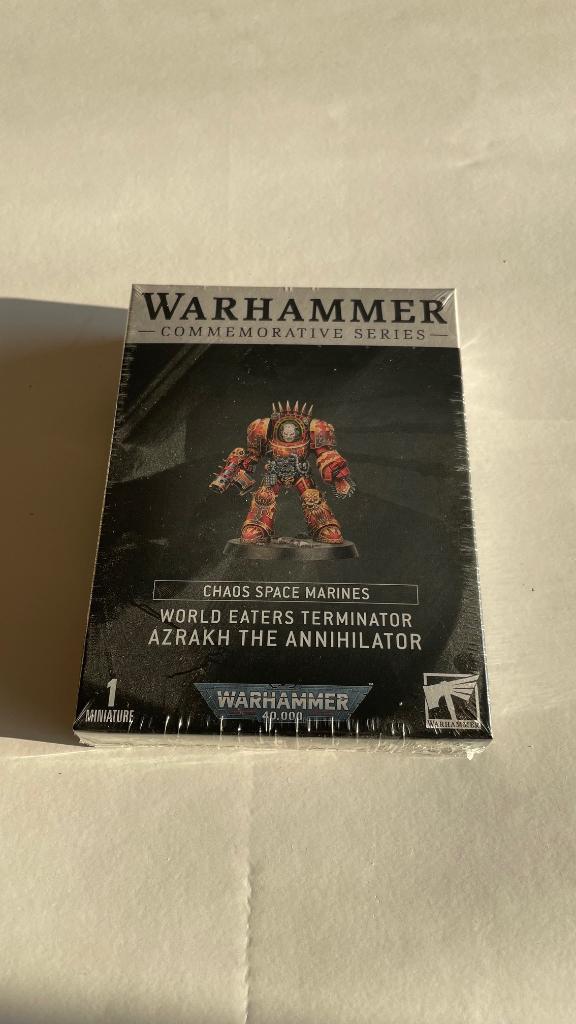 WARHAMMER
COMMEMORATIVE SERIES
CHAOS SPACE MARINES
WORLD EATERS TERMINATOR
AZRAKH THE ANNIHILATOR
1
MINIATURE
WARHAMMER
40,000
WARHAMMER